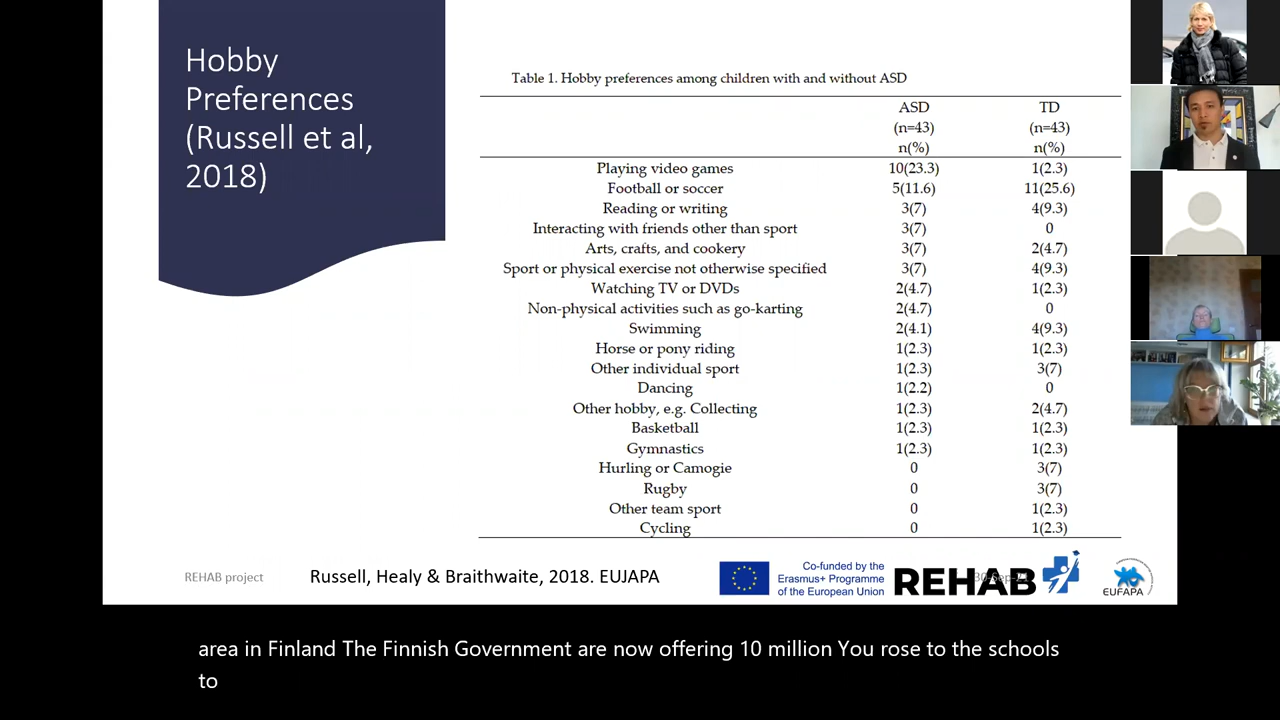 Hobby
Preferences
(Russell et al,
2018)
Table 1. Hobby preferences among children with and without ASD
ASD TD
(n=43) (n=43)
n(%) n(%)
Playing video games 10(23.3) 1(2.3)
Football or soccer 5(11.6) 11(25.6)
Reading or writing 3(7) 4(9.3)
Interacting with friends other than sport 3(7) 0
Arts, crafts, and cookery 3(7) 2(4.7)
Sport or physical exercise not otherwise specified 3(7) 4(9.3)
Watching TV or DVDs 2(4.7) 1(2.3)
Non-physical activities such as go-karting 2(4.7) 0
Swimming 2(4.1) 4(9.3)
Horse or pony riding 1(2.3) 1(2.3)
Other individual sport 1(2.3) 3(7)
Dancing 1(2.2) 0
Other hobby, e.g. Collecting 1(2.3) 2(4.7)
Basketball 1(2.3) 1(2.3)
Gymnastics 1(2.3) 1(2.3)
Hurling or Camogie 0 3(7)
Rugby 0 3(7)
Other team sport 0 1(2.3)
Cycling 0 1(2.3)
REHAB project
Russell, Healy & Braithwaite, 2018. EUJAPA
Co-funded by the
Erasmus+ Programme
of the European Union
REHAB
EUFAPA
area in Finland The Finnish Government are now offering 10 million You rose to the schools
to